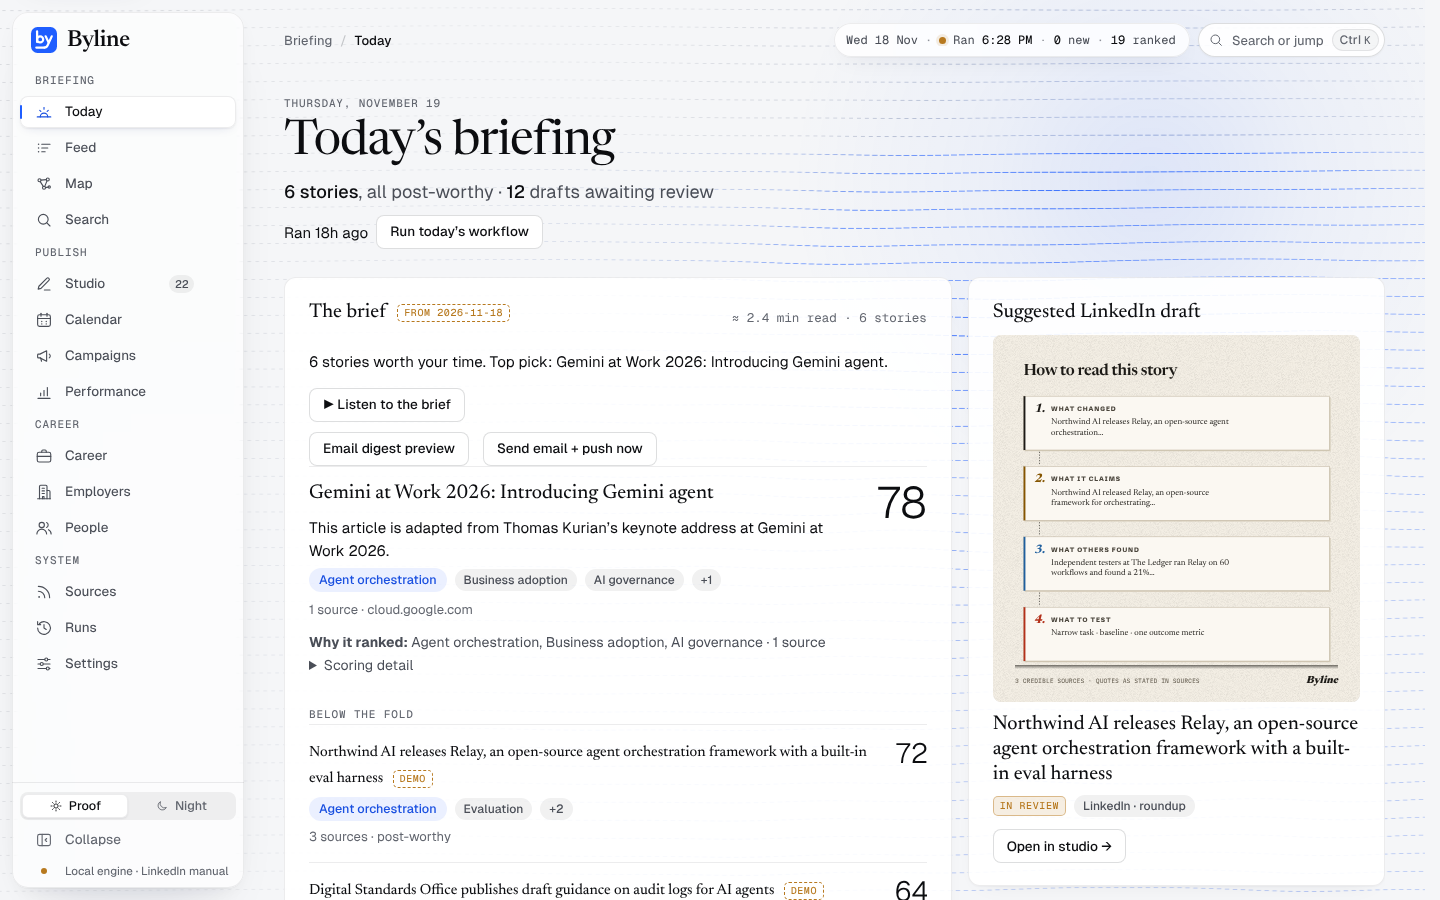 by Byline
BRIEFING
Today
Feed
Map
Search
PUBLISH
Studio 22
Calendar
Campaigns
Performance
CAREER
Career
Employers
People
SYSTEM
Sources
Runs
Settings
Proof Night
Collapse
Local engine · LinkedIn manual
Briefing / Today
Wed 18 Nov · Ran 6:28 PM · 0 new · 19 ranked
Search or jump Ctrl K
THURSDAY, NOVEMBER 19
Today’s briefing
6 stories, all post-worthy · 12 drafts awaiting review
Ran 18h ago Run today’s workflow
The brief FROM 2026-11-18
≈ 2.4 min read · 6 stories
6 stories worth your time. Top pick: Gemini at Work 2026: Introducing Gemini agent.
▶ Listen to the brief
Email digest preview Send email + push now
Gemini at Work 2026: Introducing Gemini agent 78
This article is adapted from Thomas Kurian’s keynote address at Gemini at
Work 2026.
Agent orchestration Business adoption AI governance +1
1 source · cloud.google.com
Why it ranked: Agent orchestration, Business adoption, AI governance · 1 source
▶ Scoring detail
BELOW THE FOLD
Northwind AI releases Relay, an open-source agent orchestration framework with a built-in 72
eval harness DEMO
Agent orchestration Evaluation +2
3 sources · post-worthy
Digital Standards Office publishes draft guidance on audit logs for AI agents DEMO 64
Suggested LinkedIn draft
How to read this story
1. WHAT CHANGED
Northwind AI releases Relay, an open-source agent
orchestration...
2. WHAT IT CLAIMS
Northwind AI released Relay, an open-source
framework for orchestrating...
3. WHAT OTHERS FOUND
Independent testers at The Ledger ran Relay on 60
workflows and found a 21%...
4. WHAT TO TEST
Narrow task · baseline · one outcome metric
3 CREDIBLE SOURCES · QUOTES AS STATED IN SOURCES Byline
Northwind AI releases Relay, an open-source
agent orchestration framework with a built-
in eval harness
IN REVIEW LinkedIn · roundup
Open in studio →